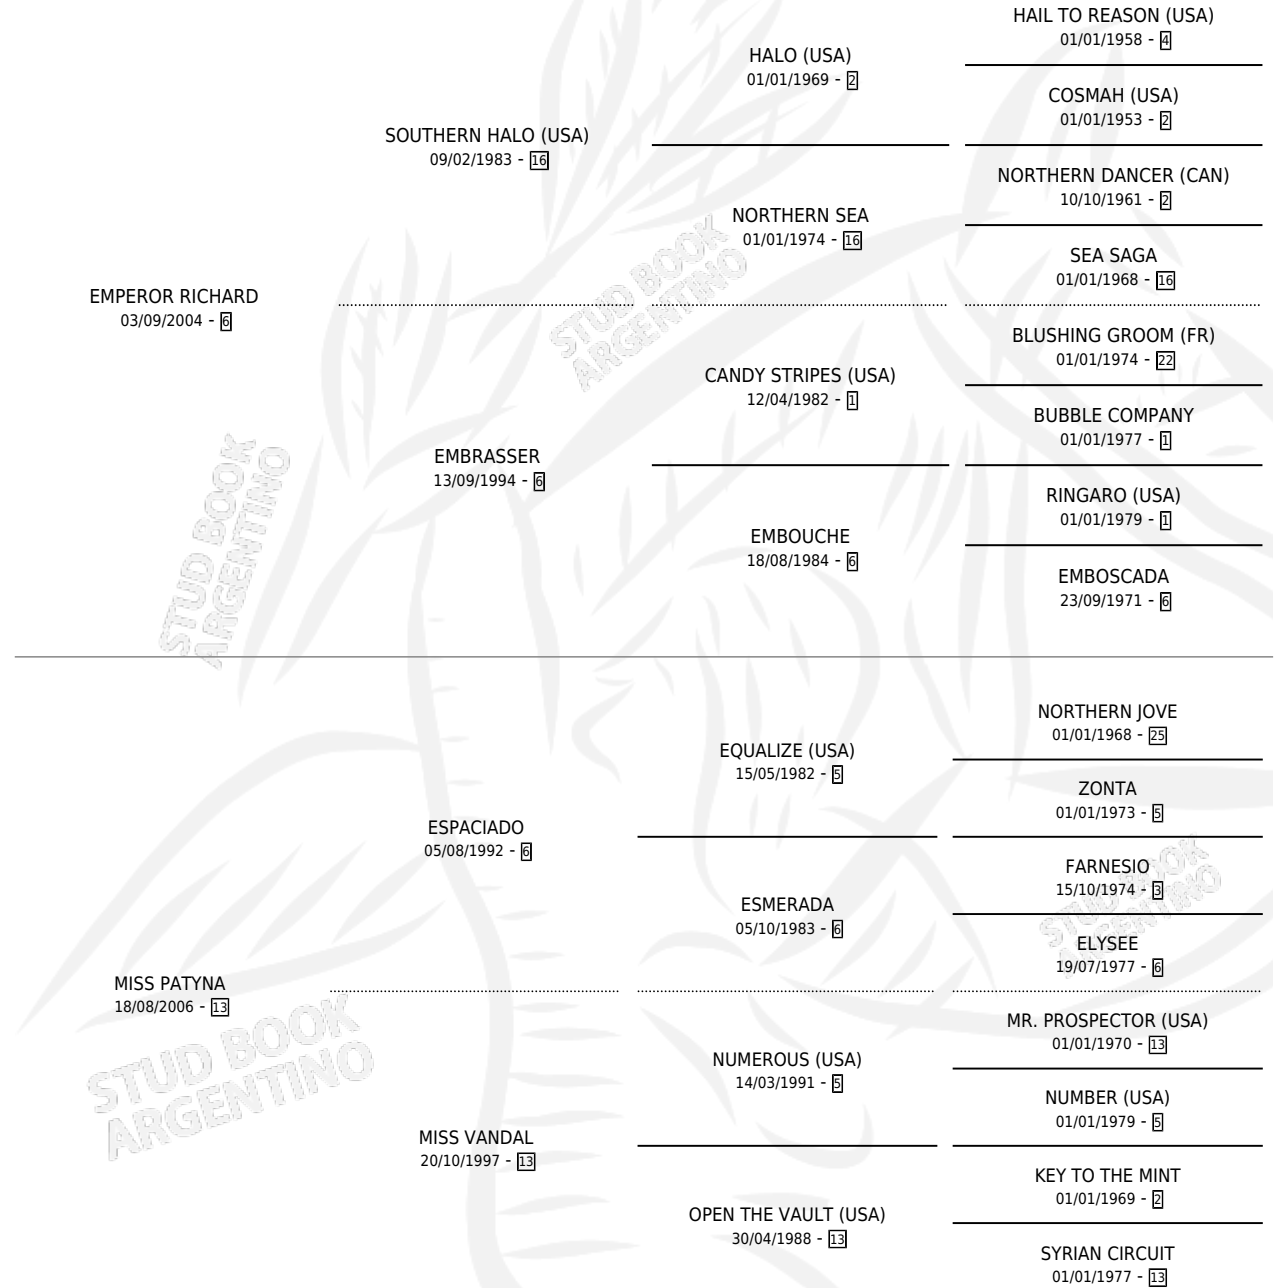 HAIL TO REASON (USA)
01/01/1958 - 4
HALO (USA)
01/01/1969 - 2
COSMAH (USA)
01/01/1953 - 2
SOUTHERN HALO (USA)
09/02/1983 - 16
NORTHERN DANCER (CAN)
10/10/1961 - 2
NORTHERN SEA
01/01/1974 - 16
SEA SAGA
01/01/1968 - 16
EMPEROR RICHARD
03/09/2004 - 6
BLUSHING GROOM (FR)
01/01/1974 - 22
CANDY STRIPES (USA)
12/04/1982 - 1
BUBBLE COMPANY
01/01/1977 - 1
EMBRASSER
13/09/1994 - 6
RINGARO (USA)
01/01/1979 - 1
EMBOUCHE
18/08/1984 - 6
EMBOSCADA
23/09/1971 - 6
STUD BOOK
ARGENTINO
STUD BOOK
ARGENTINO
NORTHERN JOVE
01/01/1968 - 25
EQUALIZE (USA)
15/05/1982 - 5
ZONTA
01/01/1973 - 5
ESPACIADO
05/08/1992 - 6
FARNESIO
15/10/1974 - 3
ESMERADA
05/10/1983 - 6
ELYSEE
19/07/1977 - 6
MISS PATYNA
18/08/2006 - 13
MR. PROSPECTOR (USA)
01/01/1970 - 13
NUMEROUS (USA)
14/03/1991 - 5
NUMBER (USA)
01/01/1979 - 5
MISS VANDAL
20/10/1997 - 13
KEY TO THE MINT
01/01/1969 - 2
OPEN THE VAULT (USA)
30/04/1988 - 13
SYRIAN CIRCUIT
01/01/1977 - 13
STUD BOOK
ARGENTINO
STUD BOOK
ARGENTINO